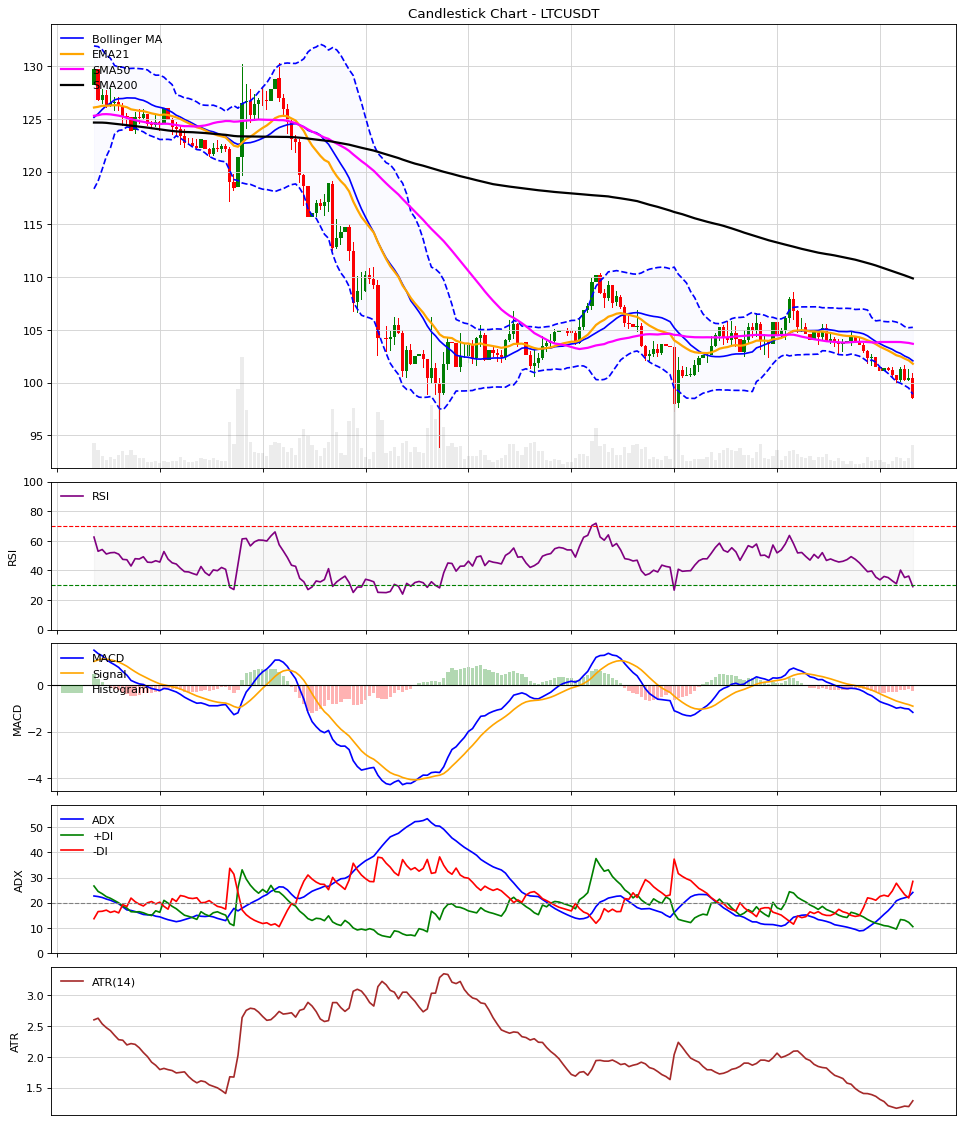 Candlestick Chart - LTCUSDT
Bollinger MA
EMA21
SMA50
SMA200
130
125
120
115
110
105
100
95
100
80
60
40
20
0
RSI
RSI
MACD
Signal
Histogram
0
−2
−4
MACD
ADX
+DI
-DI
50
40
30
20
10
0
ADX
ATR(14)
3.0
2.5
2.0
1.5
ATR